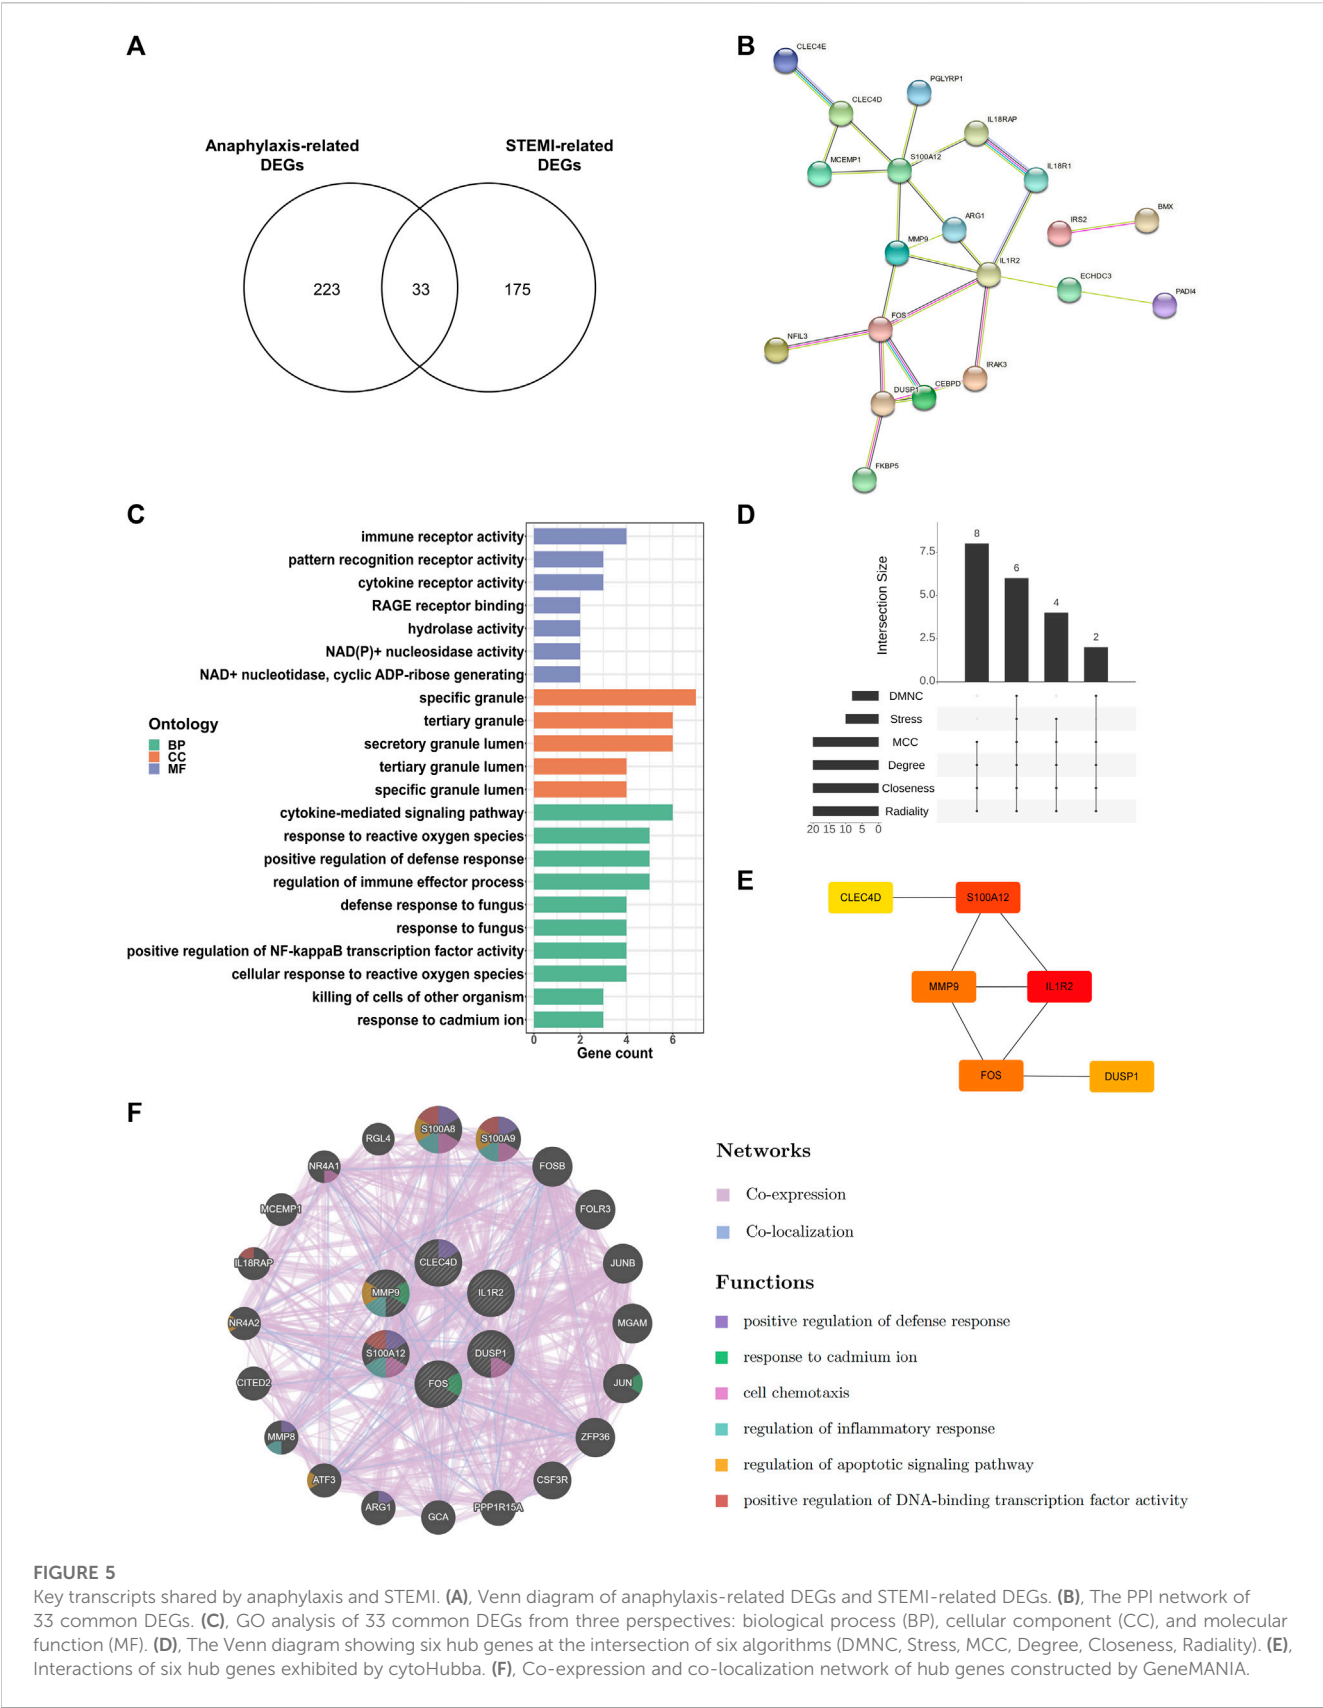 A
Anaphylaxis-related
DEGs
STEMI-related
DEGs
223
33
175
B
CLEC4E
PGLYRP1
CLEC4D
IL18RAP
MCEMP1
S100A12
IL18R1
ARG1
BMX
IRS2
MMP9
IL1R2
ECHDC3
PADI4
FOS
NFIL3
IRAK3
DUSP1
CEBPD
FKBP5
C
immune receptor activity
pattern recognition receptor activity
cytokine receptor activity
RAGE receptor binding
hydrolase activity
NAD(P)+ nucleosidase activity
NAD+ nucleotidase, cyclic ADP-ribose generating
specific granule
tertiary granule
secretory granule lumen
tertiary granule lumen
specific granule lumen
cytokine-mediated signaling pathway
response to reactive oxygen species
positive regulation of defense response
regulation of immune effector process
defense response to fungus
response to fungus
positive regulation of NF-kappaB transcription factor activity
cellular response to reactive oxygen species
killing of cells of other organism
response to cadmium ion
0 2 4 6
Gene count
Ontology
BP
CC
MF
D
Intersection Size
7.5
5.0
2.5
0.0
8
6
4
2
DMNC
Stress
MCC
Degree
Closeness
Radiality
20 15 10 5 0
E
CLEC4D
S100A12
MMP9
IL1R2
FOS
DUSP1
F
S100A8
S100A9
RGL4
FOSB
NR4A1
FOLR3
MCEMP1
JUNB
IL18RAP
CLEC4D
MMP9
IL1R2
NR4A2
MGAM
S100A12
DUSP1
CITED2
FOS
JUN
MMP8
ZFP36
ATF3
CSF3R
ARG1
GCA
PPP1R15A
Networks
Co-expression
Co-localization
Functions
positive regulation of defense response
response to cadmium ion
cell chemotaxis
regulation of inflammatory response
regulation of apoptotic signaling pathway
positive regulation of DNA-binding transcription factor activity
FIGURE 5
Key transcripts shared by anaphylaxis and STEMI. (A), Venn diagram of anaphylaxis-related DEGs and STEMI-related DEGs. (B), The PPI network of
33 common DEGs. (C), GO analysis of 33 common DEGs from three perspectives: biological process (BP), cellular component (CC), and molecular
function (MF). (D), The Venn diagram showing six hub genes at the intersection of six algorithms (DMNC, Stress, MCC, Degree, Closeness, Radiality). (E),
Interactions of six hub genes exhibited by cytoHubba. (F), Co-expression and co-localization network of hub genes constructed by GeneMANIA.